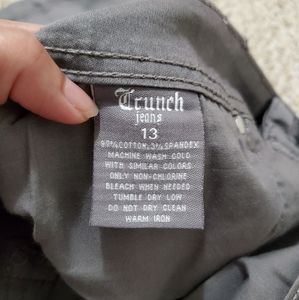 Crunch
jeans
13
97% COTTON, 3% SPANDEX
MACHINE WASH COLD
WITH SIMILAR COLORS
ONLY NON-CHLORINE
BLEACH WHEN NEEDED
TUMBLE DRY LOW
DO NOT DRY CLEAN
WARM IRON